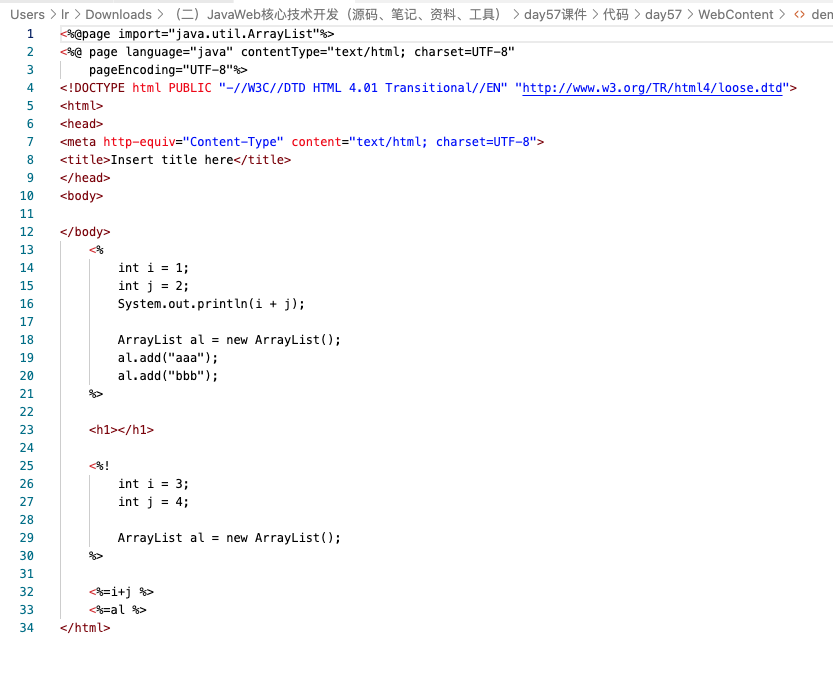 Users > lr > Downloads > （二）JavaWeb核心技术开发（源码、笔记、资料、工具） > day57课件 > 代码 > day57 > WebContent > <> dem
1 <%@page import="java.util.ArrayList"%>
2 <%@ page language="java" contentType="text/html; charset=UTF-8"
3     pageEncoding="UTF-8"%>
4 <!DOCTYPE html PUBLIC "-//W3C//DTD HTML 4.01 Transitional//EN" "http://www.w3.org/TR/html4/loose.dtd">
5 <html>
6 <head>
7 <meta http-equiv="Content-Type" content="text/html; charset=UTF-8">
8 <title>Insert title here</title>
9 </head>
10 <body>
11
12 </body>
13     <%
14         int i = 1;
15         int j = 2;
16         System.out.println(i + j);
17
18         ArrayList al = new ArrayList();
19         al.add("aaa");
20         al.add("bbb");
21     %>
22
23     <h1></h1>
24
25     <%!
26         int i = 3;
27         int j = 4;
28
29         ArrayList al = new ArrayList();
30     %>
31
32     <%=i+j %>
33     <%=al %>
34 </html>